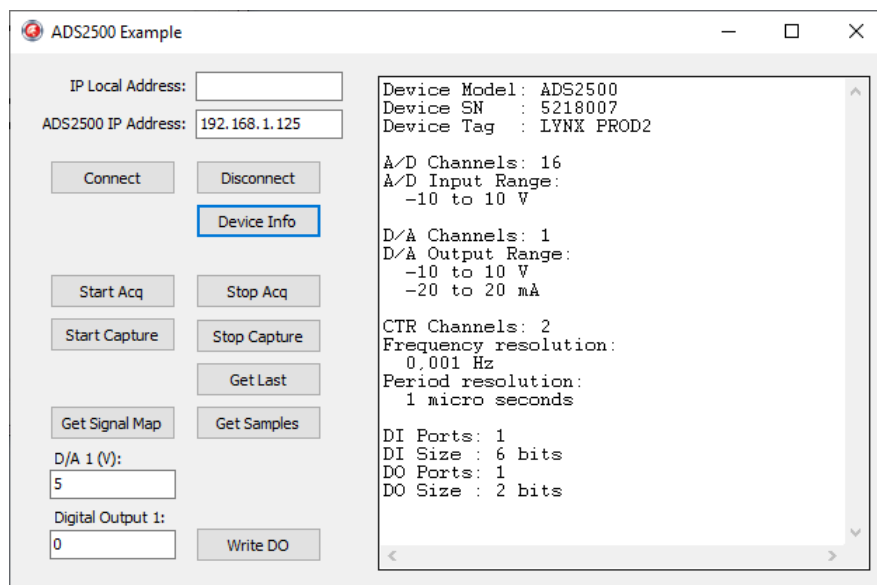 ADS2500 Example
IP Local Address:
ADS2500 IP Address: 192.168.1.125
Connect Disconnect
Device Info
Start Acq Stop Acq
Start Capture Stop Capture
Get Last
Get Signal Map Get Samples
D/A 1 (V):
5
Digital Output 1:
0 Write DO
Device Model: ADS2500
Device SN   : 5218007
Device Tag  : LYNX PROD2
A/D Channels: 16
A/D Input Range:
-10 to 10 V
D/A Channels: 1
D/A Output Range:
-10 to 10 V
-20 to 20 mA
CTR Channels: 2
Frequency resolution:
0,001 Hz
Period resolution:
1 micro seconds
DI Ports: 1
DI Size : 6 bits
DO Ports: 1
DO Size : 2 bits